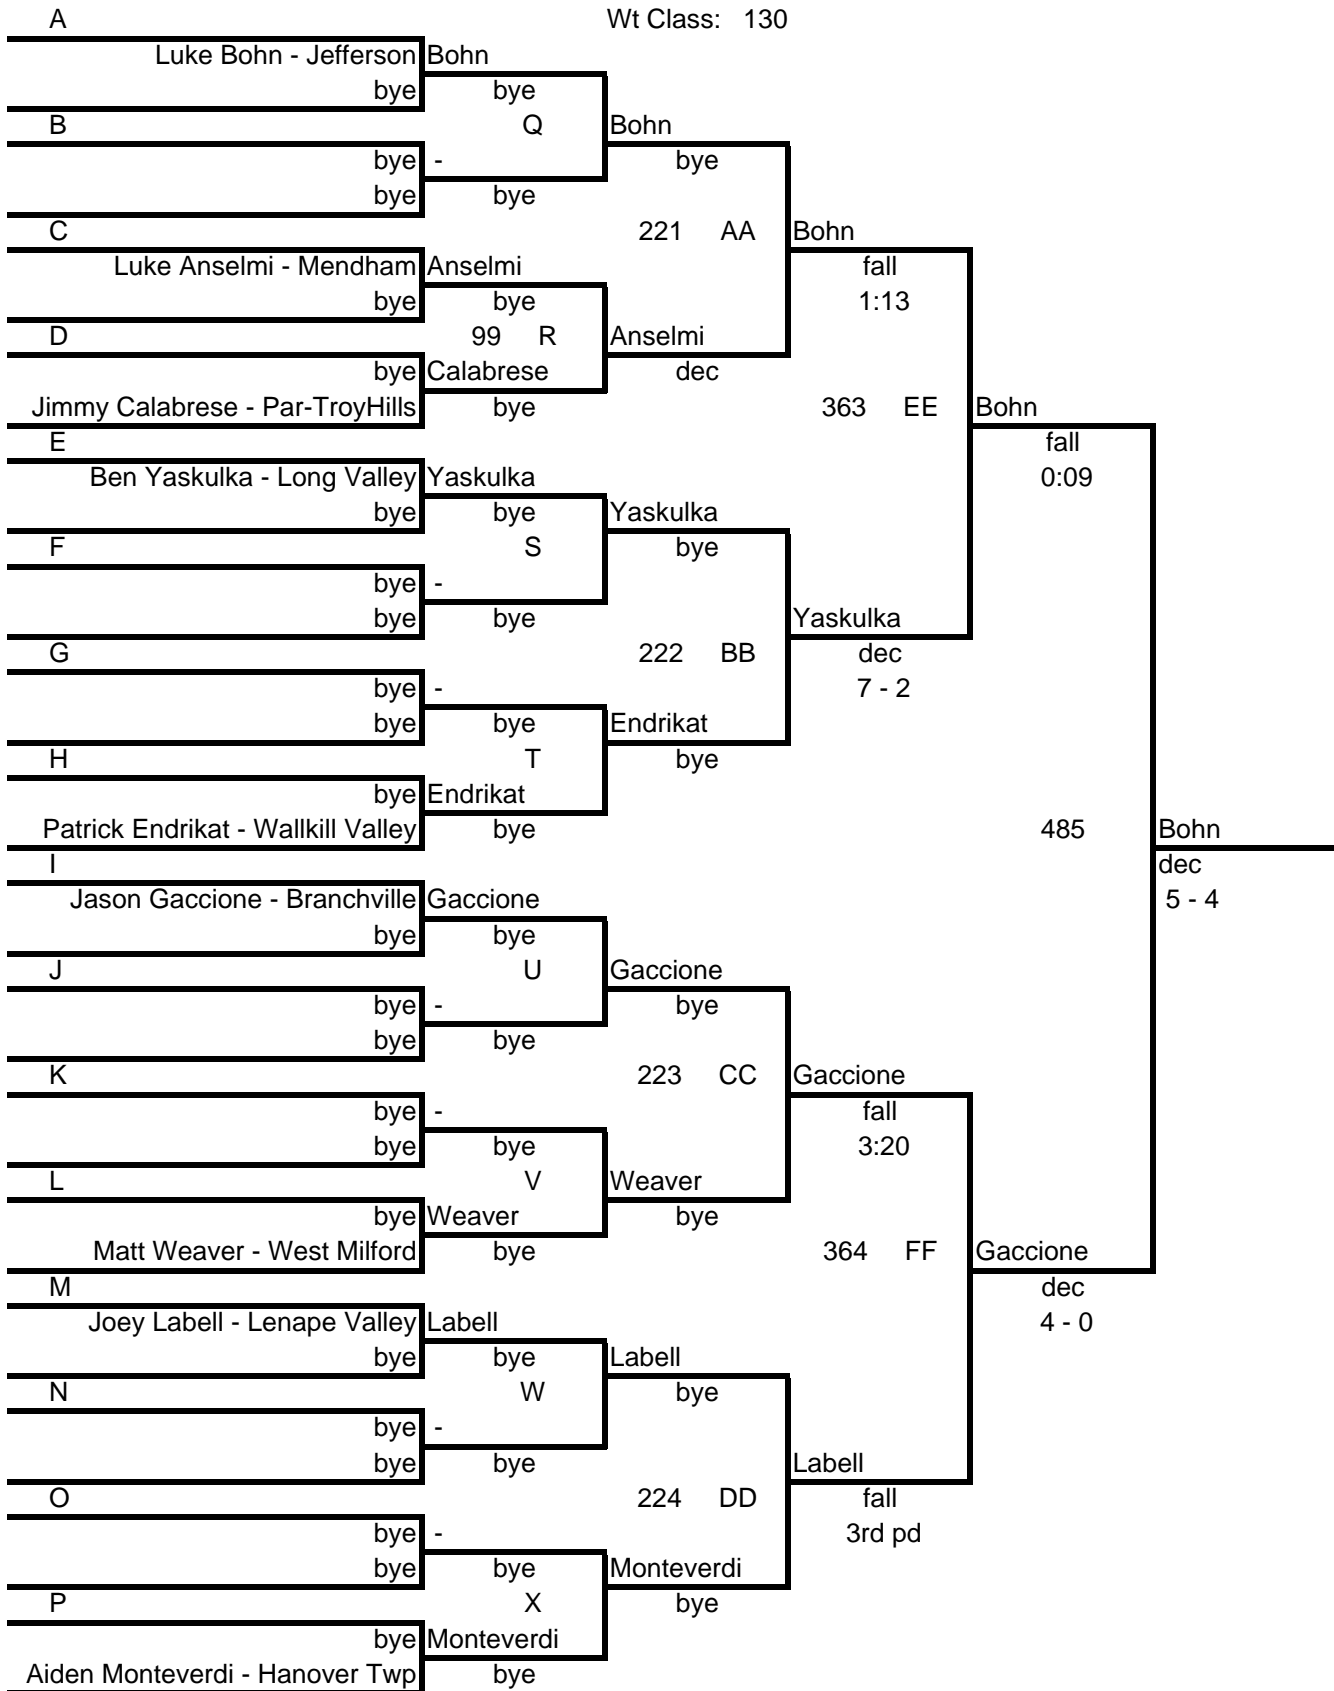 A Wt Class: 130
Luke Bohn - Jefferson Bohn
bye bye
B Q Bohn
bye - bye
bye bye
C 221 AA Bohn
Luke Anselmi - Mendham Anselmi fall
bye bye 1:13
D 99 R Anselmi
bye Calabrese dec
Jimmy Calabrese - Par-TroyHills bye 363 EE Bohn
E fall
Ben Yaskulka - Long Valley Yaskulka 0:09
bye bye Yaskulka
F S bye
bye -
bye bye Yaskulka
G 222 BB dec
bye - 7 - 2
bye bye Endrikat
H T bye
bye Endrikat
Patrick Endrikat - Wallkill Valley bye 485 Bohn
I dec
Jason Gaccione - Branchville Gaccione 5 - 4
bye bye
J U Gaccione
bye - bye
bye bye
K 223 CC Gaccione
bye - fall
bye bye 3:20
L V Weaver
bye Weaver bye
Matt Weaver - West Milford bye 364 FF Gaccione
M dec
Joey Labell - Lenape Valley Labell 4 - 0
bye bye Labell
N W bye
bye -
bye bye Labell
O 224 DD fall
bye - 3rd pd
bye bye Monteverdi
P X bye
bye Monteverdi
Aiden Monteverdi - Hanover Twp bye